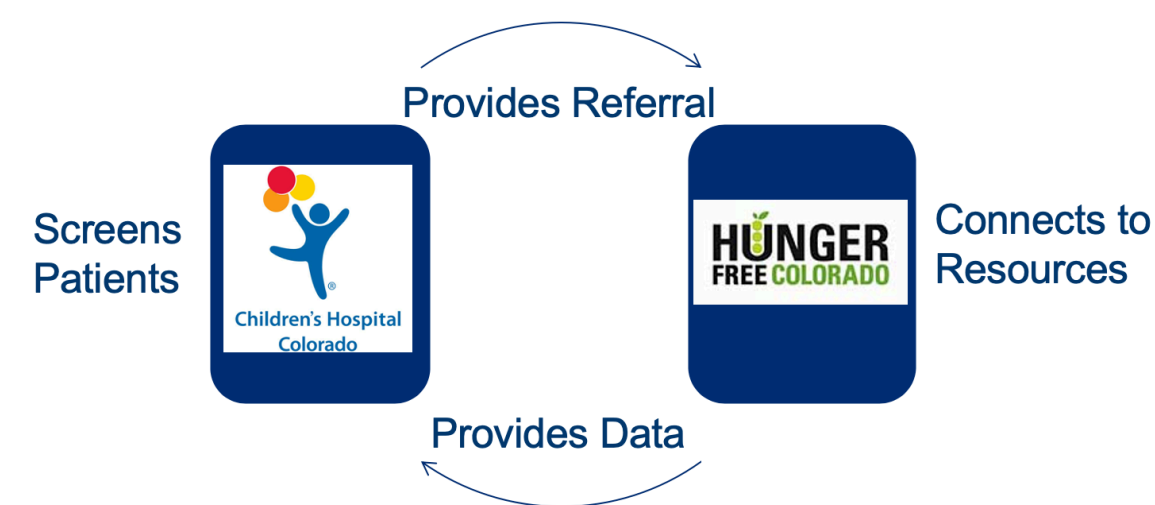 Provides Referral
Screens
Patients
Children's Hospital
Colorado
®
HUNGER
FREE COLORADO
Connects to
Resources
Provides Data